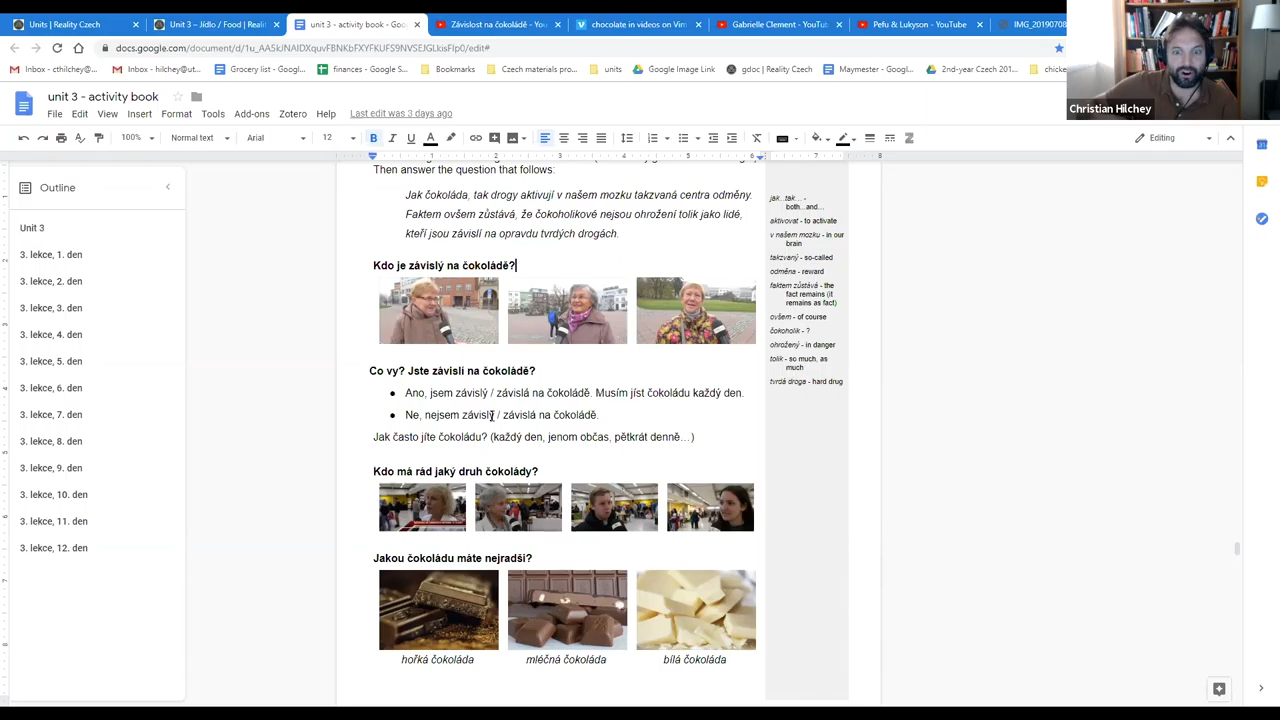 Units | Reality Czech
Unit 3 – Jídlo / Food | Realit
unit 3 - activity book - Goo
Závislost na čokoládě - You
chocolate in videos on Vim
Gabrielle Clement - YouTu
Pefu & Lukyson - YouTube
IMG_20190708
docs.google.com/document/d/
Inbox - cthilchey@...
Inbox - hilchey@ut...
Grocery list - Googl...
finances - Google S...
Bookmarks
Czech materials pro...
units
Google Image Link
gdoc | Reality Czech
Maymester - Googl...
2nd-year Czech 201...
Christian Hilchey
unit 3 - activity book
File Edit View Insert Format Tools Add-ons Zotero Help Last edit was 3 days ago
100% Normal text Arial 12 B I U A Editing
1 2 3 4 5 6 7 8
Outline
Unit 3
3. lekce, 1. den
3. lekce, 2. den
3. lekce, 3. den
3. lekce, 4. den
3. lekce, 5. den
3. lekce, 6. den
3. lekce, 7. den
3. lekce, 8. den
3. lekce, 9. den
3. lekce, 10. den
3. lekce, 11. den
3. lekce, 12. den
Then answer the question that follows:
Jak čokoláda, tak drogy aktivují v našem mozku takzvaná centra odměny.
Faktem ovšem zůstává, že čokoholikové nejsou ohrožení tolik jako lidé,
kteří jsou závislí na opravdu tvrdých drogách.
Kdo je závislý na čokoládě?
Co vy? Jste závislí na čokoládě?
● Ano, jsem závislý / závislá na čokoládě. Musím jíst čokoládu každý den.
● Ne, nejsem závislý / závislá na čokoládě.
Jak často jíte čokoládu? (každý den, jenom občas, pětkrát denně…)
Kdo má rád jaký druh čokolády?
Jakou čokoládu máte nejradši?
hořká čokoláda
mléčná čokoláda
bílá čokoláda
jak..tak… -
both...and…
aktivovat - to activate
v našem mozku - in our
brain
takzvaný - so-called
odměna - reward
faktem zůstává - the
fact remains (it
remains as fact)
ovšem - of course
čokoholik - ?
ohrožený - in danger
tolik - so much, as
much
tvrdá droga - hard drug